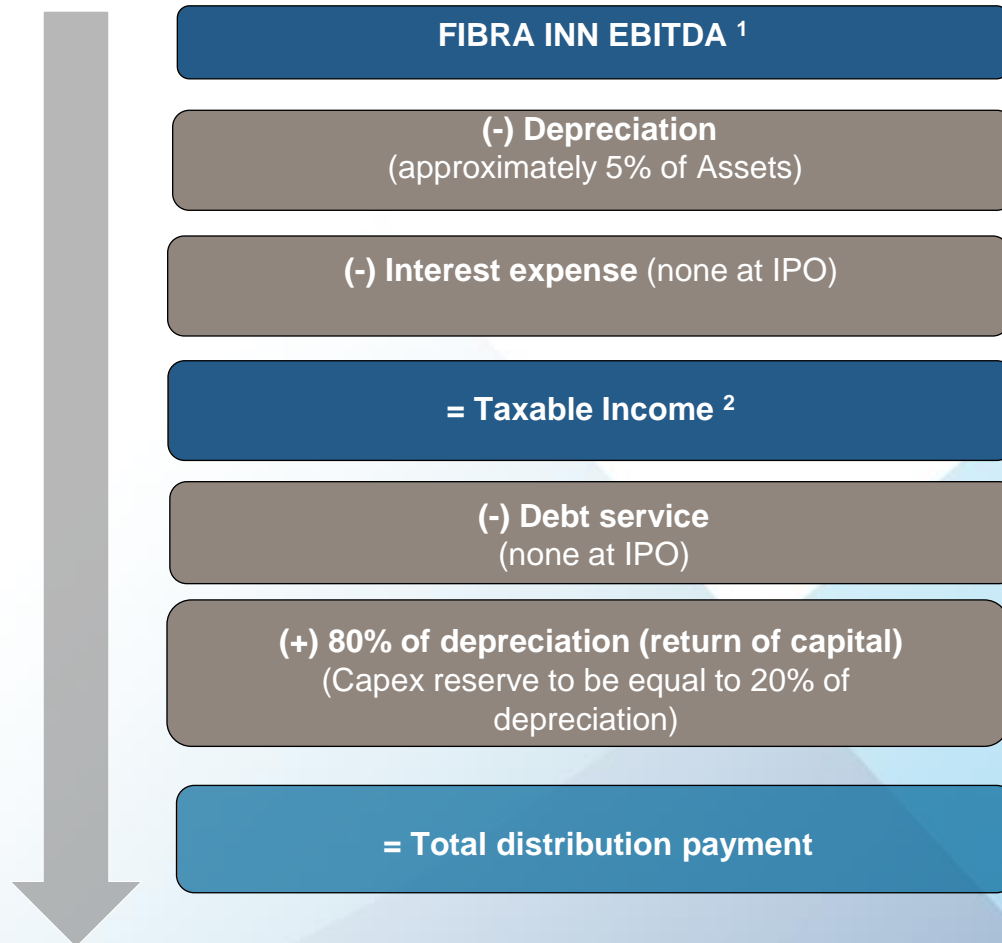 FIBRA INN EBITDA ¹
(-) Depreciation
(approximately 5% of Assets)
(-) Interest expense (none at IPO)
= Taxable Income ²
(-) Debt service
(none at IPO)
(+) 80% of depreciation (return of capital)
(Capex reserve to be equal to 20% of
depreciation)
= Total distribution payment